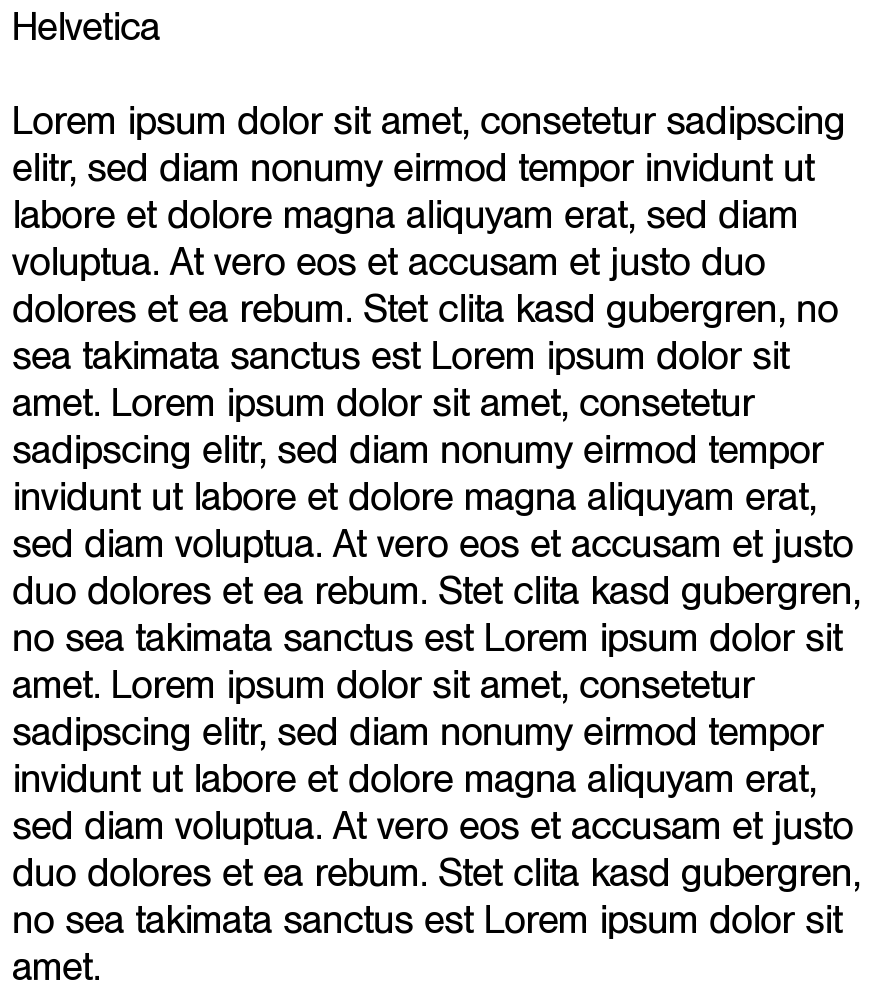 Helvetica
Lorem ipsum dolor sit amet, consetetur sadipscing
elitr, sed diam nonumy eirmod tempor invidunt ut
labore et dolore magna aliquyam erat, sed diam
voluptua. At vero eos et accusam et justo duo
dolores et ea rebum. Stet clita kasd gubergren, no
sea takimata sanctus est Lorem ipsum dolor sit
amet. Lorem ipsum dolor sit amet, consetetur
sadipscing elitr, sed diam nonumy eirmod tempor
invidunt ut labore et dolore magna aliquyam erat,
sed diam voluptua. At vero eos et accusam et justo
duo dolores et ea rebum. Stet clita kasd gubergren,
no sea takimata sanctus est Lorem ipsum dolor sit
amet. Lorem ipsum dolor sit amet, consetetur
sadipscing elitr, sed diam nonumy eirmod tempor
invidunt ut labore et dolore magna aliquyam erat,
sed diam voluptua. At vero eos et accusam et justo
duo dolores et ea rebum. Stet clita kasd gubergren,
no sea takimata sanctus est Lorem ipsum dolor sit
amet.